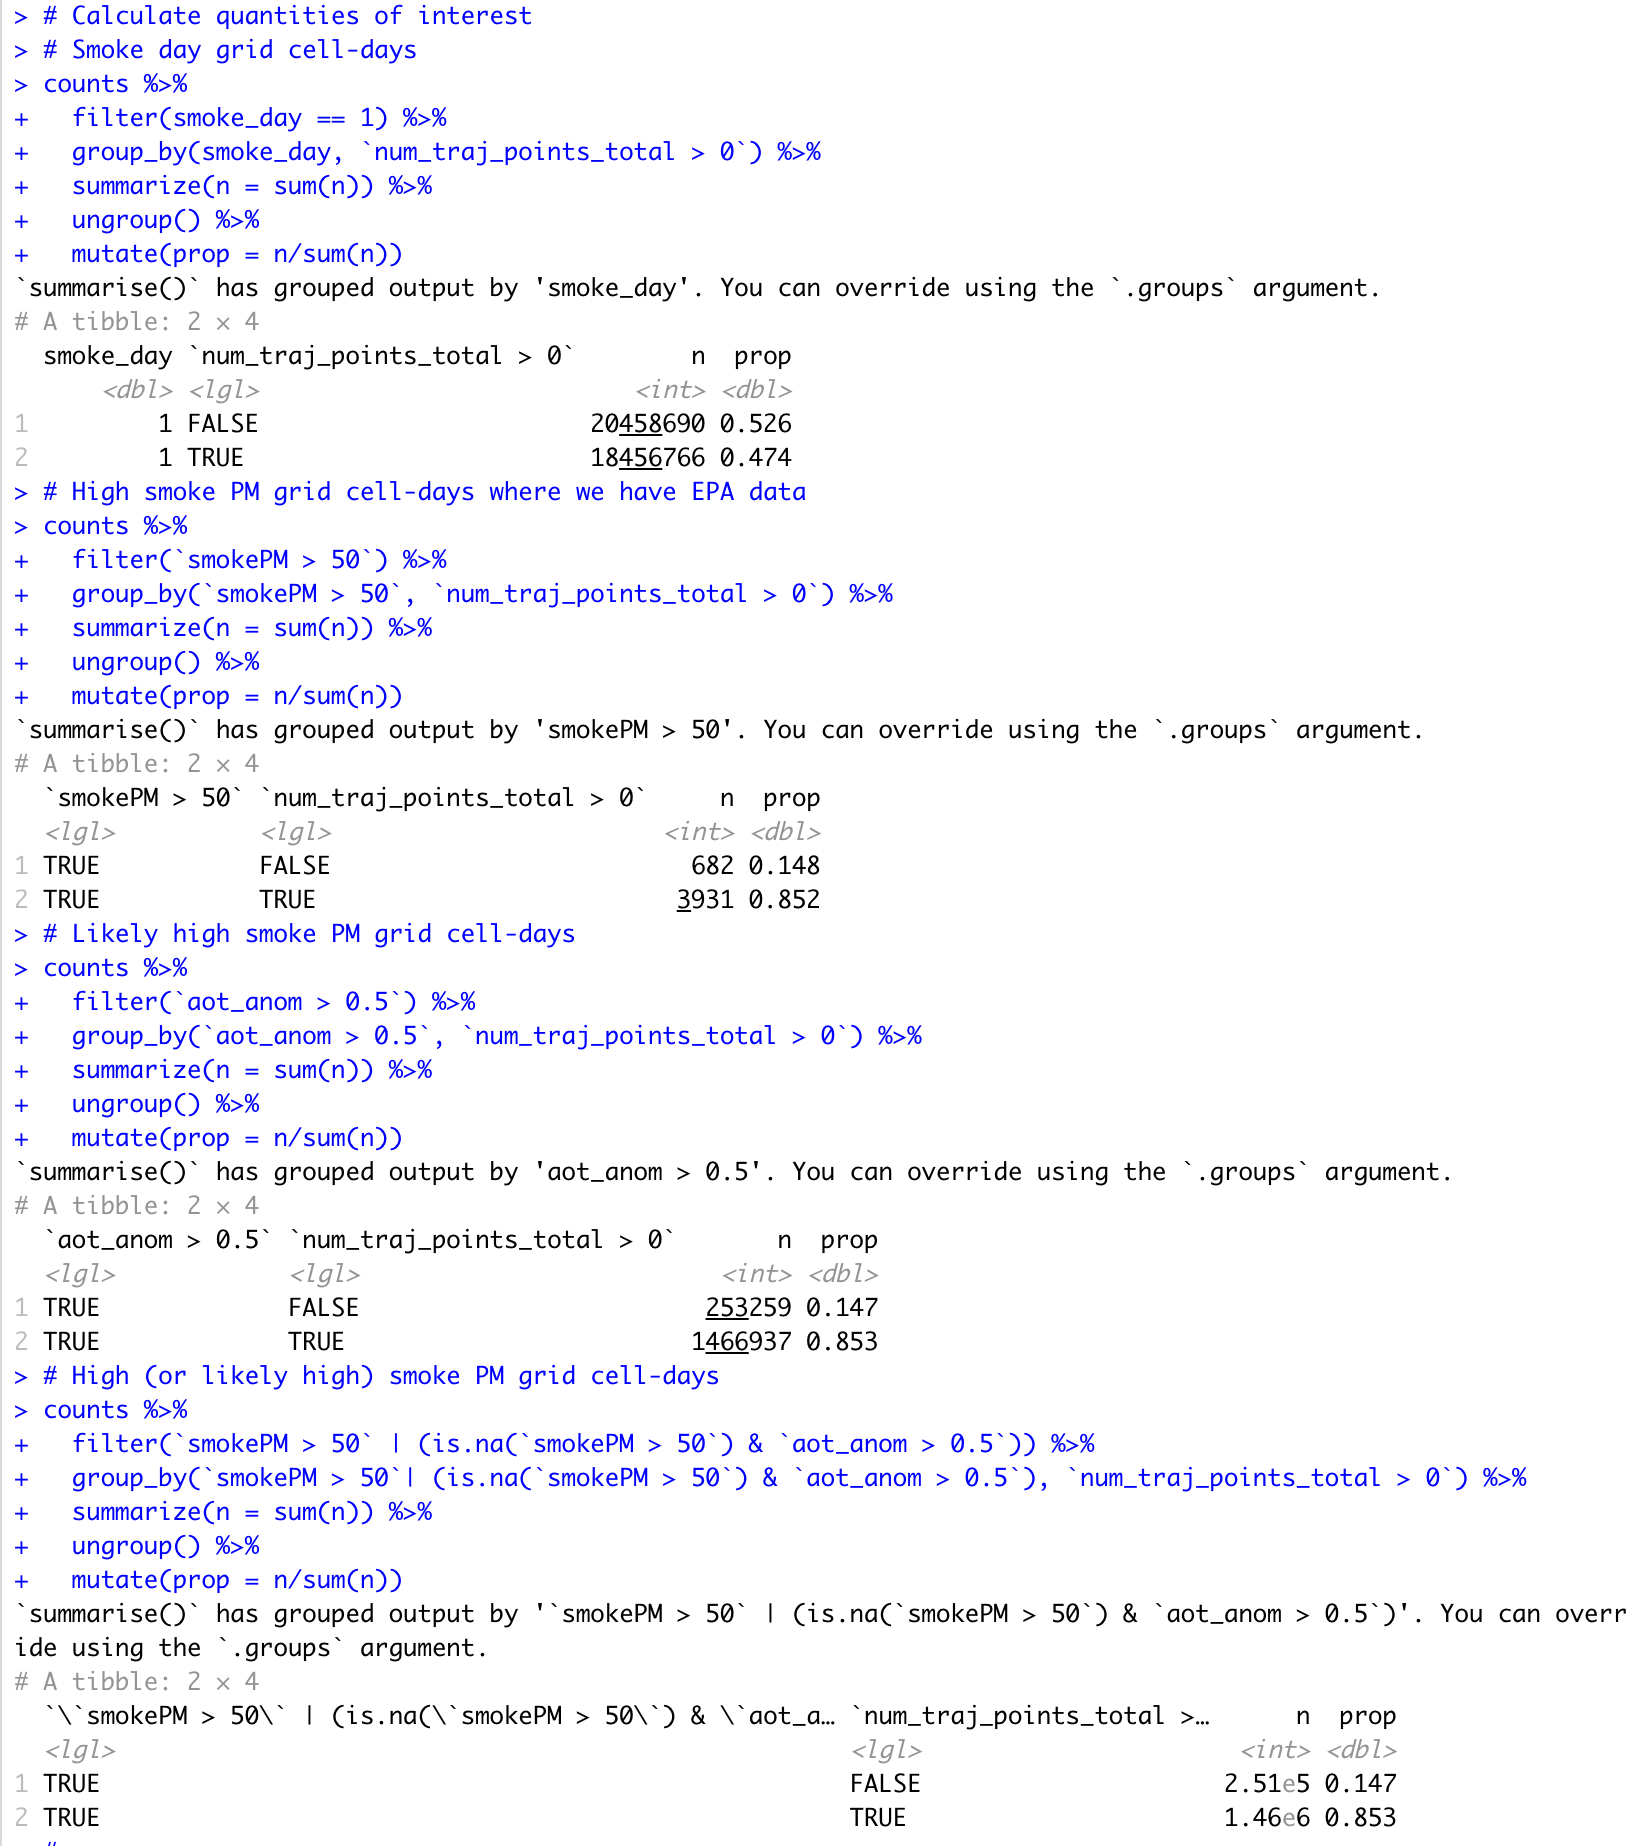 > # Calculate quantities of interest
> # Smoke day grid cell-days
> counts %>%
+   filter(smoke_day == 1) %>%
+   group_by(smoke_day, `num_traj_points_total > 0`) %>%
+   summarize(n = sum(n)) %>%
+   ungroup() %>%
+   mutate(prop = n/sum(n))
`summarise()` has grouped output by 'smoke_day'. You can override using the `.groups` argument.
# A tibble: 2 × 4
  smoke_day `num_traj_points_total > 0`        n  prop
      <dbl> <lgl>                          <int> <dbl>
1         1 FALSE                       20458690 0.526
2         1 TRUE                        18456766 0.474
> # High smoke PM grid cell-days where we have EPA data
> counts %>%
+   filter(`smokePM > 50`) %>%
+   group_by(`smokePM > 50`, `num_traj_points_total > 0`) %>%
+   summarize(n = sum(n)) %>%
+   ungroup() %>%
+   mutate(prop = n/sum(n))
`summarise()` has grouped output by 'smokePM > 50'. You can override using the `.groups` argument.
# A tibble: 2 × 4
  `smokePM > 50` `num_traj_points_total > 0`     n  prop
  <lgl>          <lgl>                       <int> <dbl>
1 TRUE           FALSE                         682 0.148
2 TRUE           TRUE                         3931 0.852
> # Likely high smoke PM grid cell-days
> counts %>%
+   filter(`aot_anom > 0.5`) %>%
+   group_by(`aot_anom > 0.5`, `num_traj_points_total > 0`) %>%
+   summarize(n = sum(n)) %>%
+   ungroup() %>%
+   mutate(prop = n/sum(n))
`summarise()` has grouped output by 'aot_anom > 0.5'. You can override using the `.groups` argument.
# A tibble: 2 × 4
  `aot_anom > 0.5` `num_traj_points_total > 0`       n  prop
  <lgl>            <lgl>                         <int> <dbl>
1 TRUE             FALSE                        253259 0.147
2 TRUE             TRUE                        1466937 0.853
> # High (or likely high) smoke PM grid cell-days
> counts %>%
+   filter(`smokePM > 50` | (is.na(`smokePM > 50`) & `aot_anom > 0.5`)) %>%
+   group_by(`smokePM > 50`| (is.na(`smokePM > 50`) & `aot_anom > 0.5`), `num_traj_points_total > 0`) %>%
+   summarize(n = sum(n)) %>%
+   ungroup() %>%
+   mutate(prop = n/sum(n))
`summarise()` has grouped output by '`smokePM > 50` | (is.na(`smokePM > 50`) & `aot_anom > 0.5`)'. You can overr
ide using the `.groups` argument.
# A tibble: 2 × 4
  `\`smokePM > 50\` | (is.na(\`smokePM > 50\`) & \`aot_a… `num_traj_points_total >…      n  prop
  <lgl>                                                   <lgl>                      <int> <dbl>
1 TRUE                                                    FALSE                     2.51e5 0.147
2 TRUE                                                    TRUE                      1.46e6 0.853